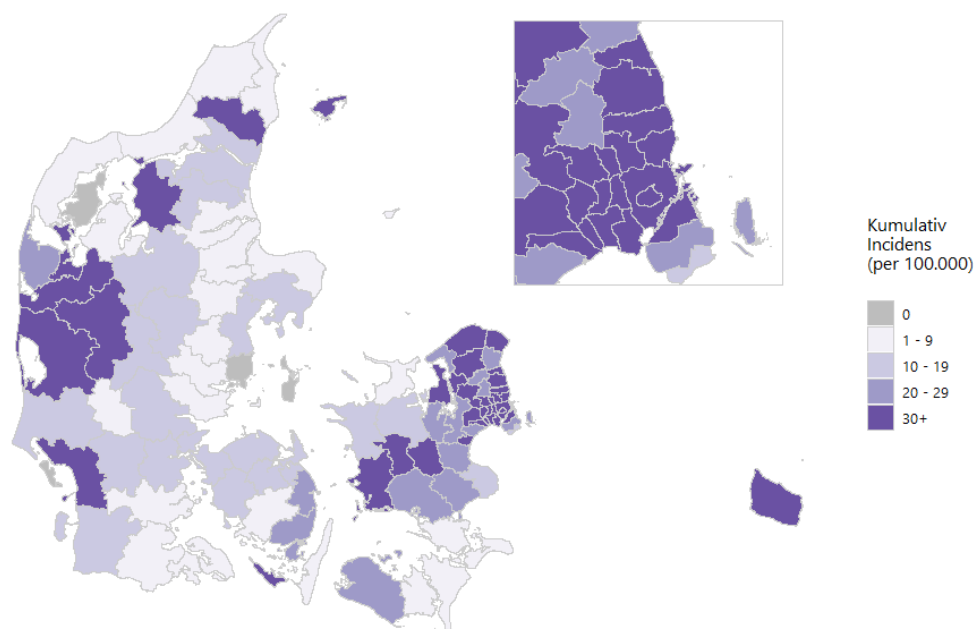 Kumulativ
Incidens
(per 100.000)
0
1 - 9
10 - 19
20 - 29
30+